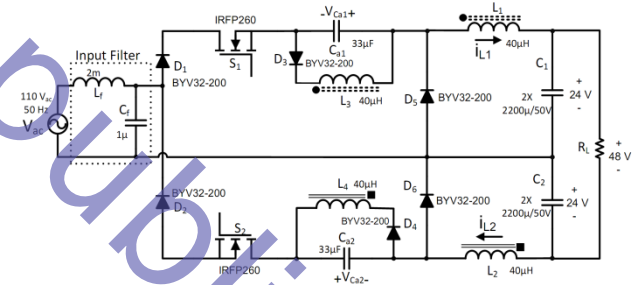 IRFP260
S₁
-V_Ca1+
33µF
C_a1
L₁
i_L1
40µH
Input Filter
2m
L_f
C_f
1µ
D₁
BYV32-200
D₃
BYV32-200
L₃ 40µH
D₅
BYV32-200
C₁
2X
2200µ/50V
+
24 V
-
110 V_ac
50 Hz
V_ac
R_L
+
48 V
-
BYV32-200
D₂
S₂
IRFP260
L₄ 40µH
BYV32-200
D₄
C_a2
33µF
+V_Ca2-
D₆
BYV32-200
C₂
2X
2200µ/50V
+
24 V
-
i_L2
L₂ 40µH